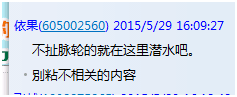 依果(605002560) 2015/5/29 16:09:27
不扯脉轮的就在这里潜水吧。
• 别粘不相关的内容